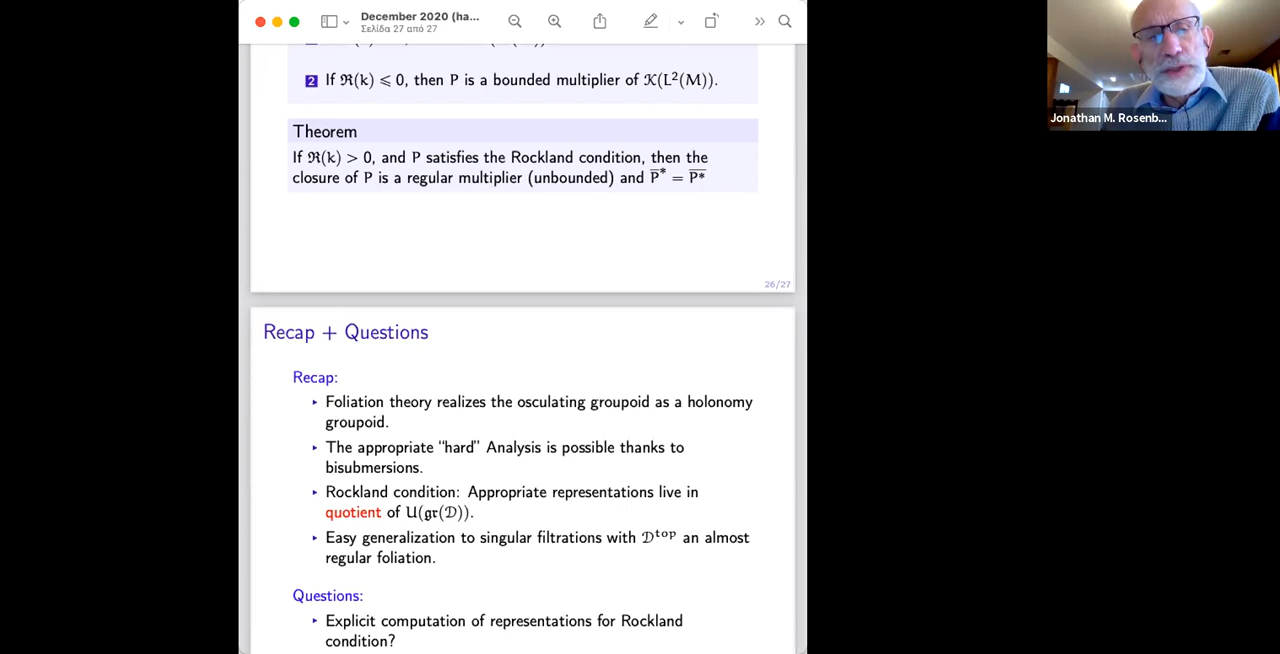 December 2020 (ha...
Σελίδα 27 από 27
2 If ℜ(k) ⩽ 0, then P is a bounded multiplier of 𝒦(L²(M)).
Theorem
If ℜ(k) > 0, and P satisfies the Rockland condition, then the
closure of P is a regular multiplier (unbounded) and P̅* = P̅*̅
26/27
Recap + Questions
Recap:
‣ Foliation theory realizes the osculating groupoid as a holonomy
groupoid.
‣ The appropriate “hard” Analysis is possible thanks to
bisubmersions.
‣ Rockland condition: Appropriate representations live in
quotient of U(𝔤𝔯(𝒟)).
‣ Easy generalization to singular filtrations with 𝒟ᵗᵒᵖ an almost
regular foliation.
Questions:
‣ Explicit computation of representations for Rockland
condition?
Jonathan M. Rosenb...